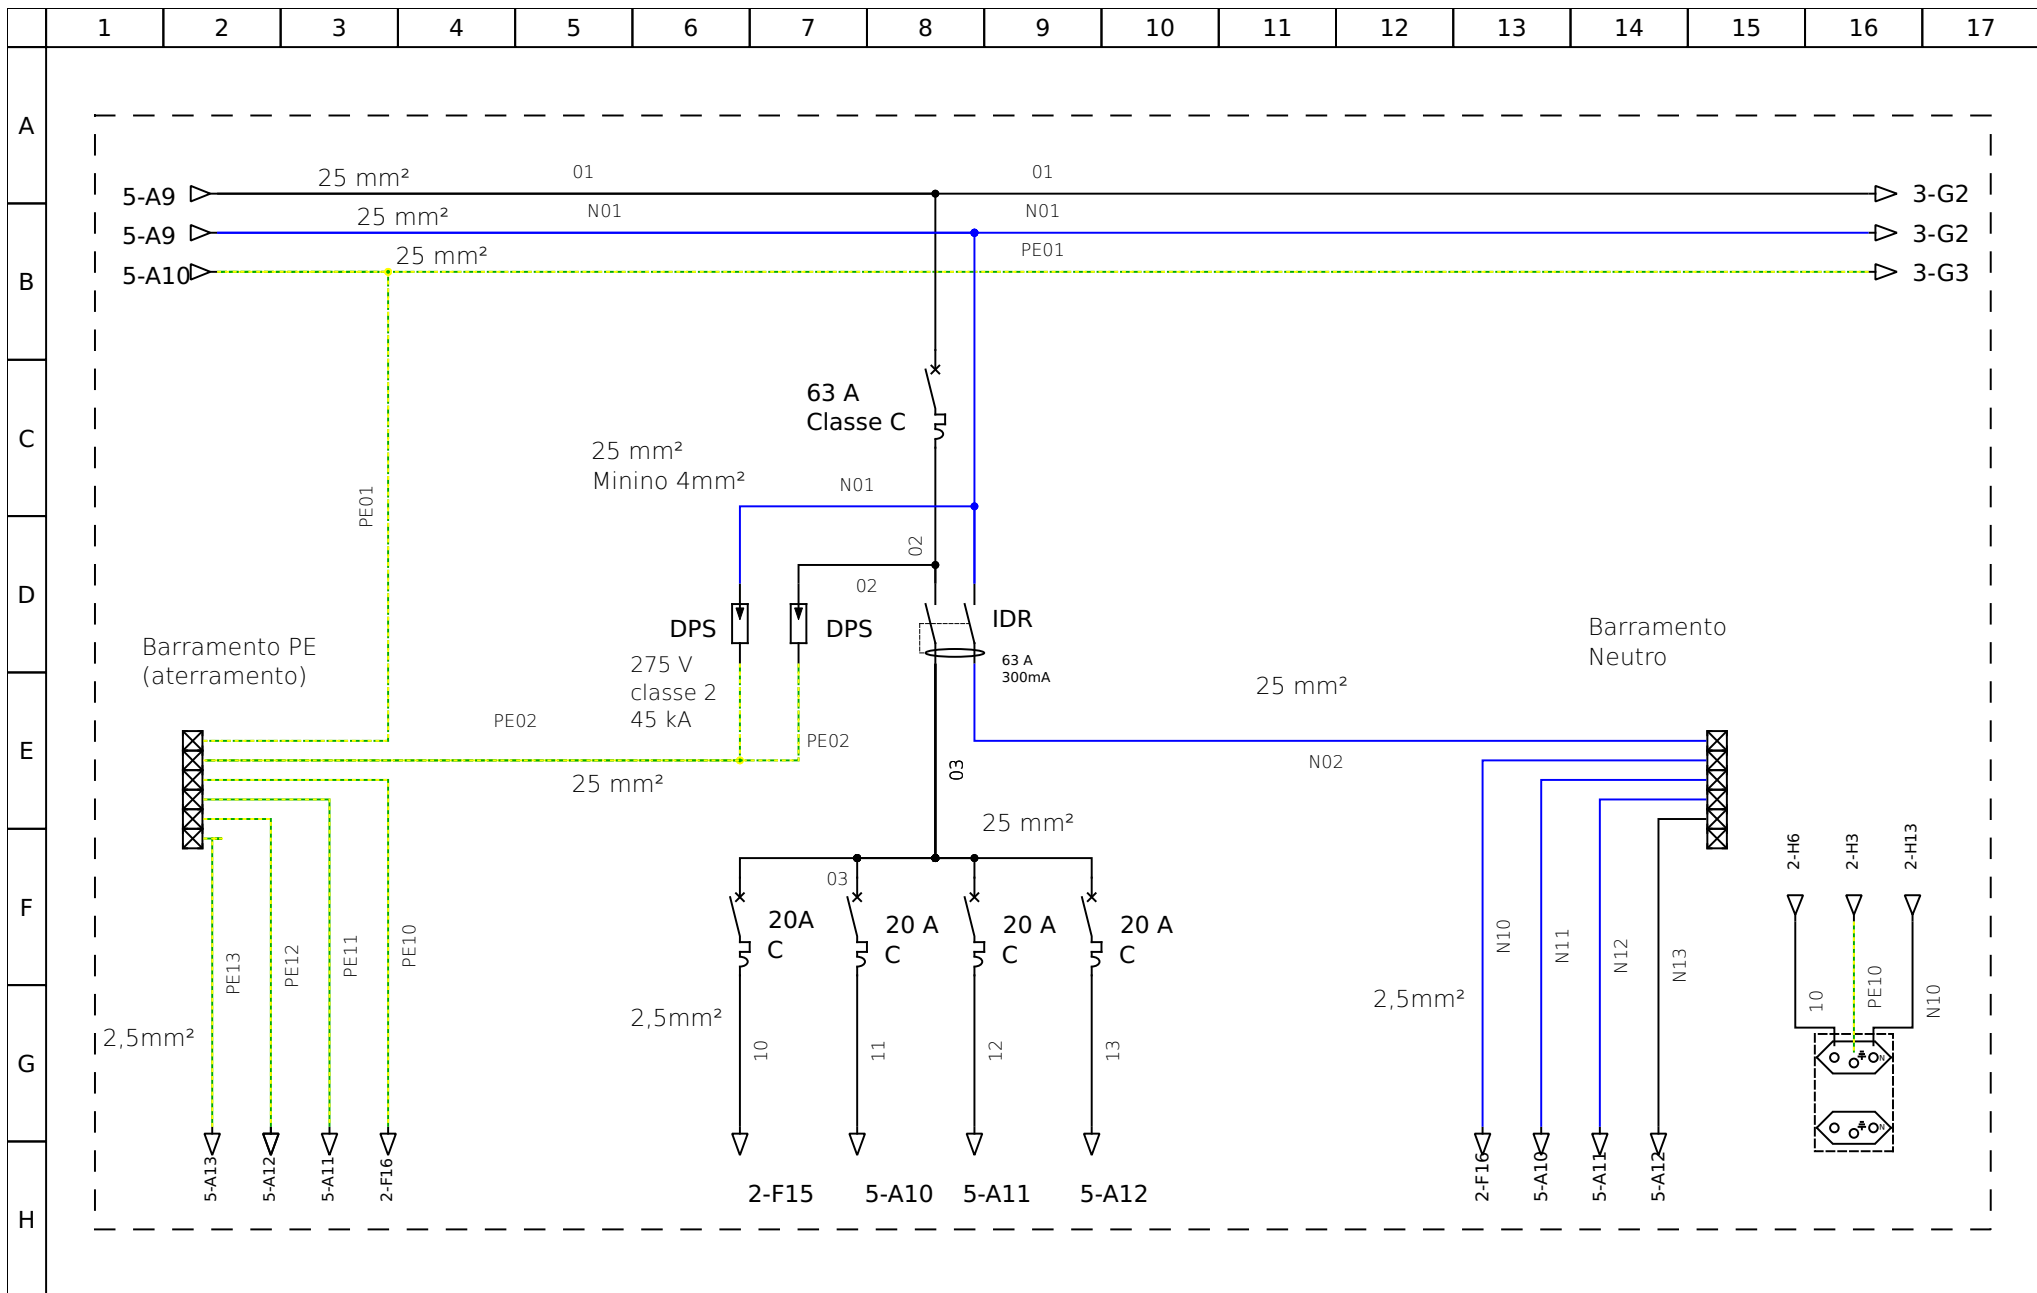 1 2 3 4 5 6 7 8 9 10 11 12 13 14 15 16 17
A
B
C
D
E
F
G
H
5-A9
25 mm²
01
01
3-G2
5-A9
25 mm²
N01
N01
3-G2
5-A10
25 mm²
PE01
3-G3
63 A
Classe C
25 mm²
Minino 4mm²
N01
PE01
02
02
DPS
DPS
IDR
275 V
classe 2
45 kA
63 A
300mA
Barramento PE
(aterramento)
Barramento
Neutro
25 mm²
PE02
PE02
25 mm²
03
N02
25 mm²
03
20A
C
20 A
C
20 A
C
20 A
C
2-H6
2-H3
2-H13
PE13
PE12
PE11
PE10
N10
N11
N12
N13
10
PE10
N10
2,5mm²
2,5mm²
2,5mm²
10
11
12
13
N
N
5-A13
5-A12
5-A11
2-F16
2-F15
5-A10
5-A11
5-A12
2-F16
5-A10
5-A11
5-A12